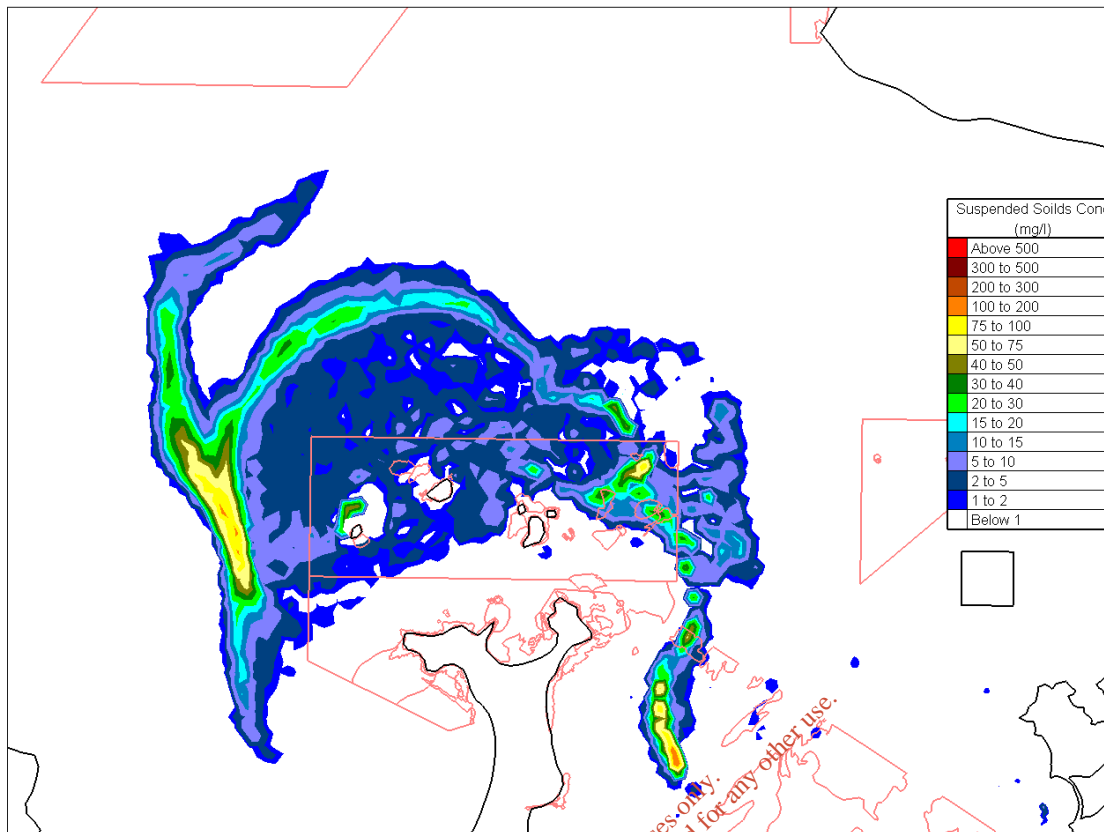 Suspended Soilds Conc
(mg/l)
Above 500
300 to 500
200 to 300
100 to 200
75 to 100
50 to 75
40 to 50
30 to 40
20 to 30
15 to 20
10 to 15
5 to 10
2 to 5
1 to 2
Below 1
es only.
d for any other use.